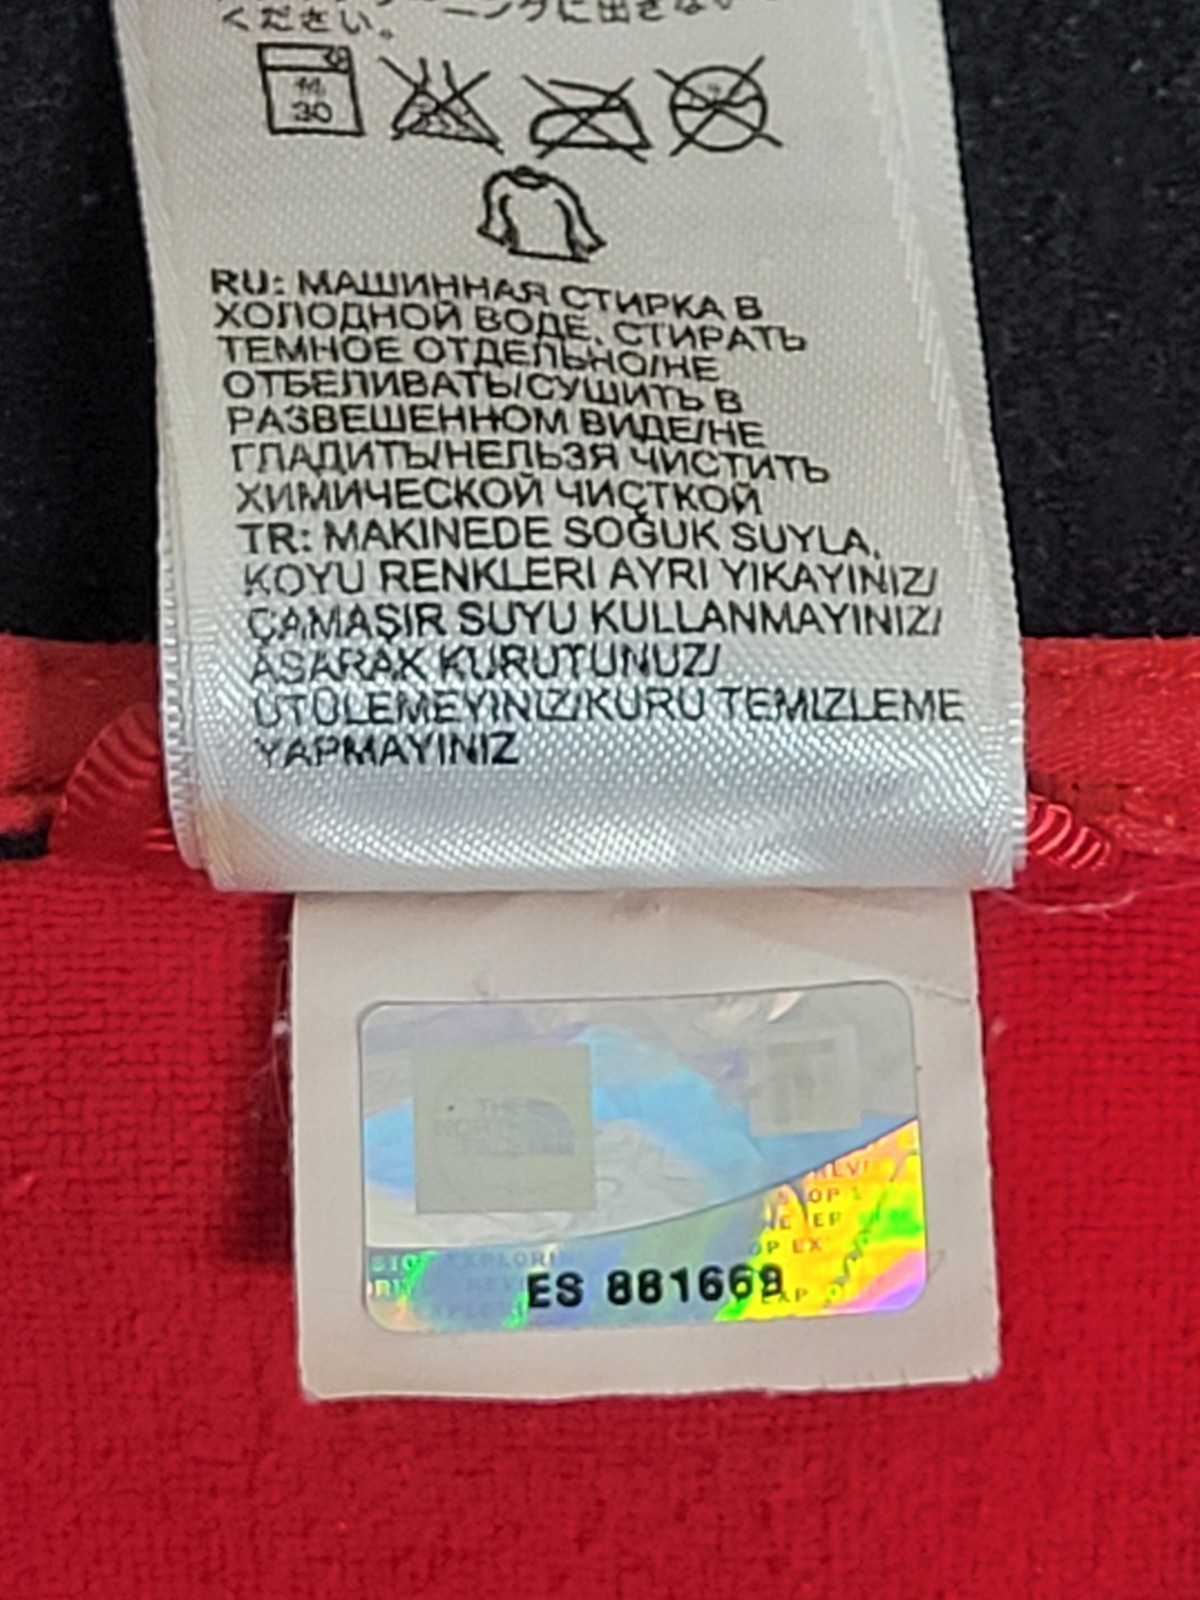 ください。
30
RU: МАШИННАЯ СТИРКА В
ХОЛОДНОЙ ВОДЕ, СТИРАТЬ
ТЕМНОЕ ОТДЕЛЬНО/НЕ
ОТБЕЛИВАТЬ/СУШИТЬ В
РАЗВЕШЕННОМ ВИДЕ/НЕ
ГЛАДИТЬ/НЕЛЬЗЯ ЧИСТИТЬ
ХИМИЧЕСКОЙ ЧИСТКОЙ
TR: MAKINEDE SOĞUK SUYLA,
KOYU RENKLERI AYRI YIKAYINIZ/
ÇAMAŞIR SUYU KULLANMAYINIZ/
ASARAK KURUTUNUZ/
ÜTÜLEMEYINIZ/KURU TEMIZLEME
YAPMAYINIZ
THE
NORTH
ES 881669